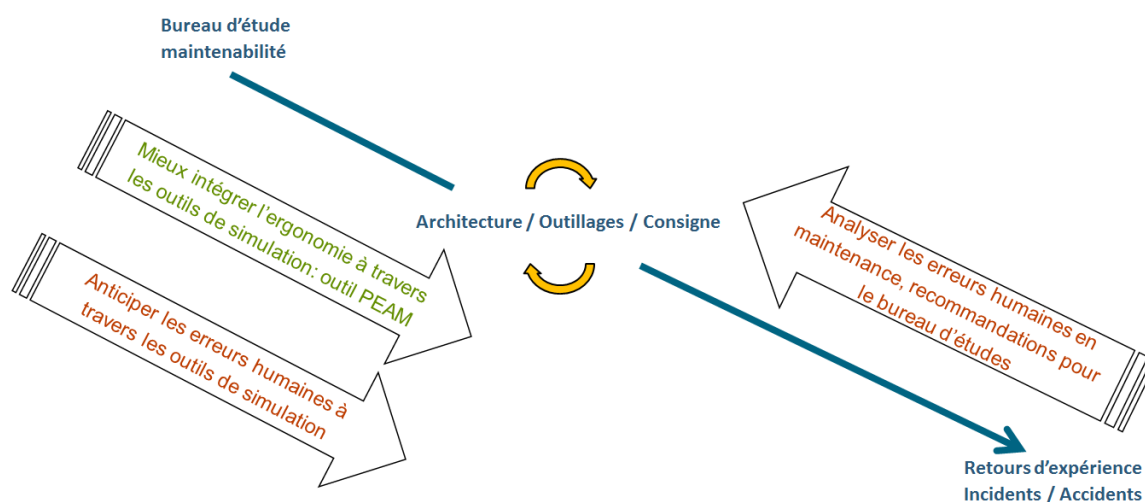 Bureau d'étude
maintenabilité
Mieux intégrer l'ergonomie à travers
les outils de simulation: outil PEAM
Anticiper les erreurs humaines à
travers les outils de simulation
Architecture / Outillages / Consigne
Analyser les erreurs humaines en
maintenance, recommandations pour
le bureau d'études
Retours d'expérience
Incidents / Accidents